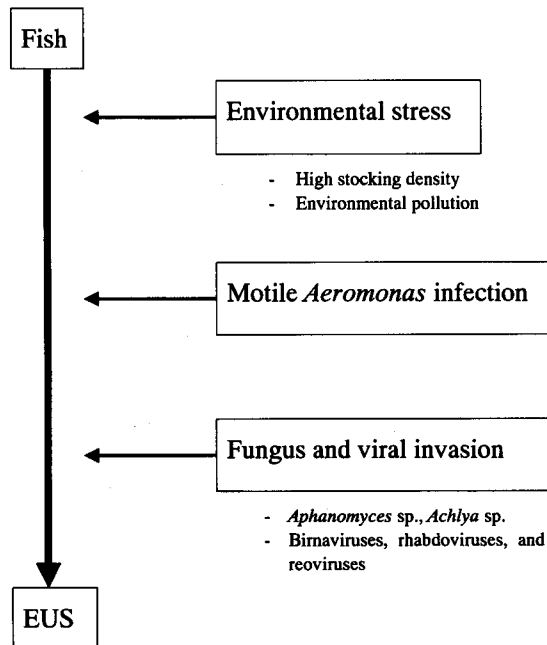 Fish
Environmental stress
- High stocking density
- Environmental pollution
Motile Aeromonas infection
Fungus and viral invasion
- Aphanomyces sp., Achlya sp.
- Birnaviruses, rhabdoviruses, and
reoviruses
EUS